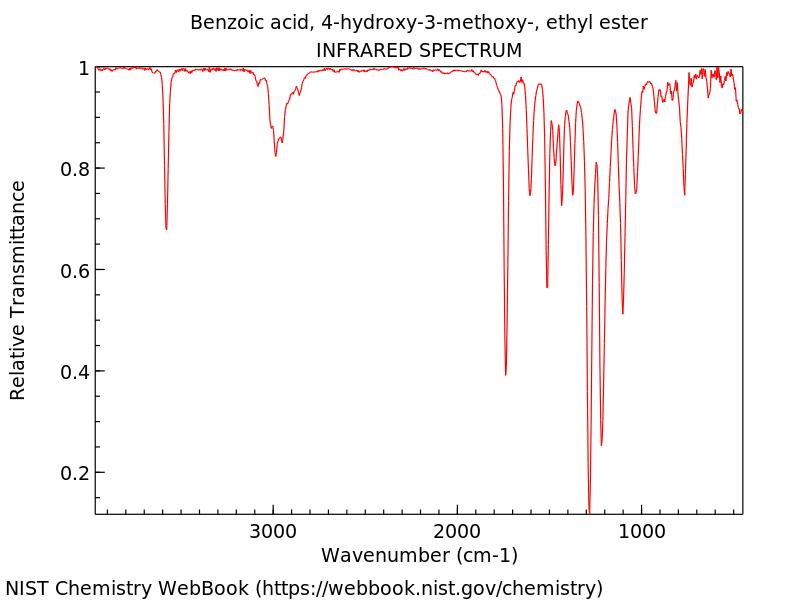 Benzoic acid, 4-hydroxy-3-methoxy-, ethyl ester
INFRARED SPECTRUM
1
0.8
0.6
0.4
0.2
Relative Transmittance
3000 2000 1000
Wavenumber (cm-1)
NIST Chemistry WebBook (https://webbook.nist.gov/chemistry)